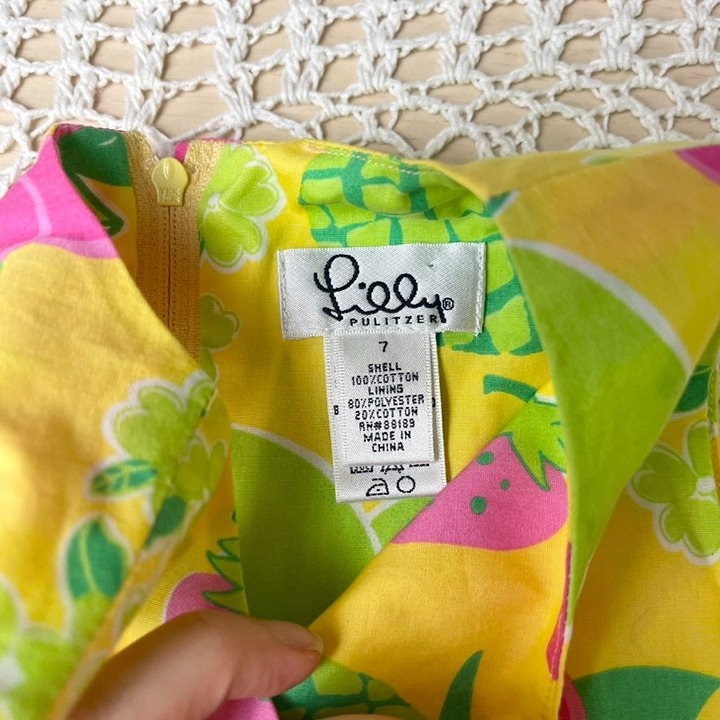 Lilly®
PULITZER
7
SHELL
100%COTTON
LINING
80%POLYESTER
20%COTTON
RN#88189
MADE IN
CHINA